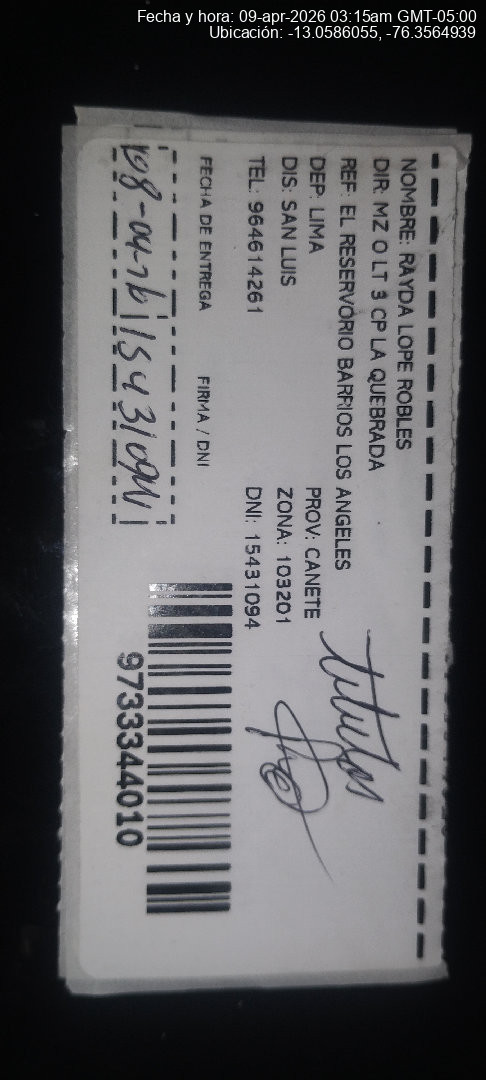 Fecha y hora: 09-apr-2026 03:15am GMT-05:00
Ubicación: -13.0586055, -76.3564939
NOMBRE: RAYDA LOPE ROBLES
DIR: MZ O LT 3 CP LA QUEBRADA
REF: EL RESERVORIO BARRIOS LOS ANGELES
DEP: LIMA PROV: CANETE
DIS: SAN LUIS ZONA: 103201
TEL: 964614261 DNI: 15431094
titular
FECHA DE ENTREGA FIRMA / DNI
08-04-26 15431094
9733344010